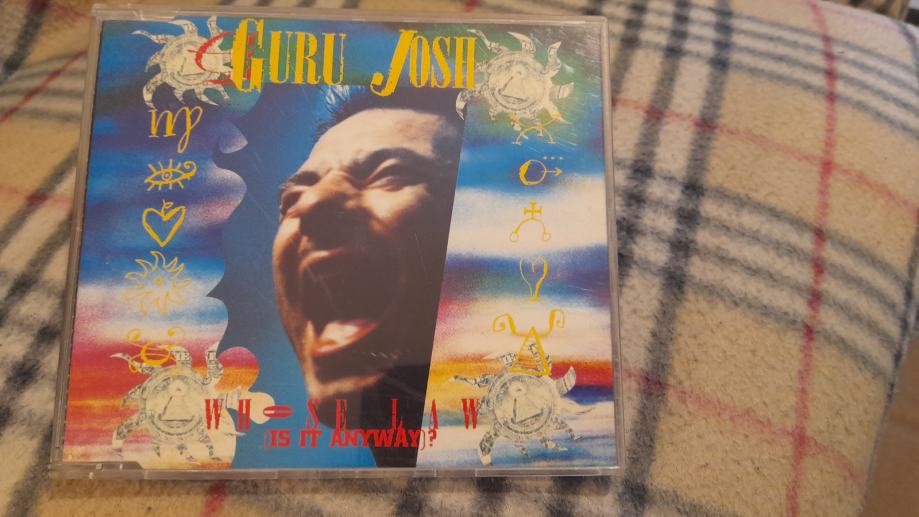 GURU JOSH
WHOSE LAW
(IS IT ANYWAY)?